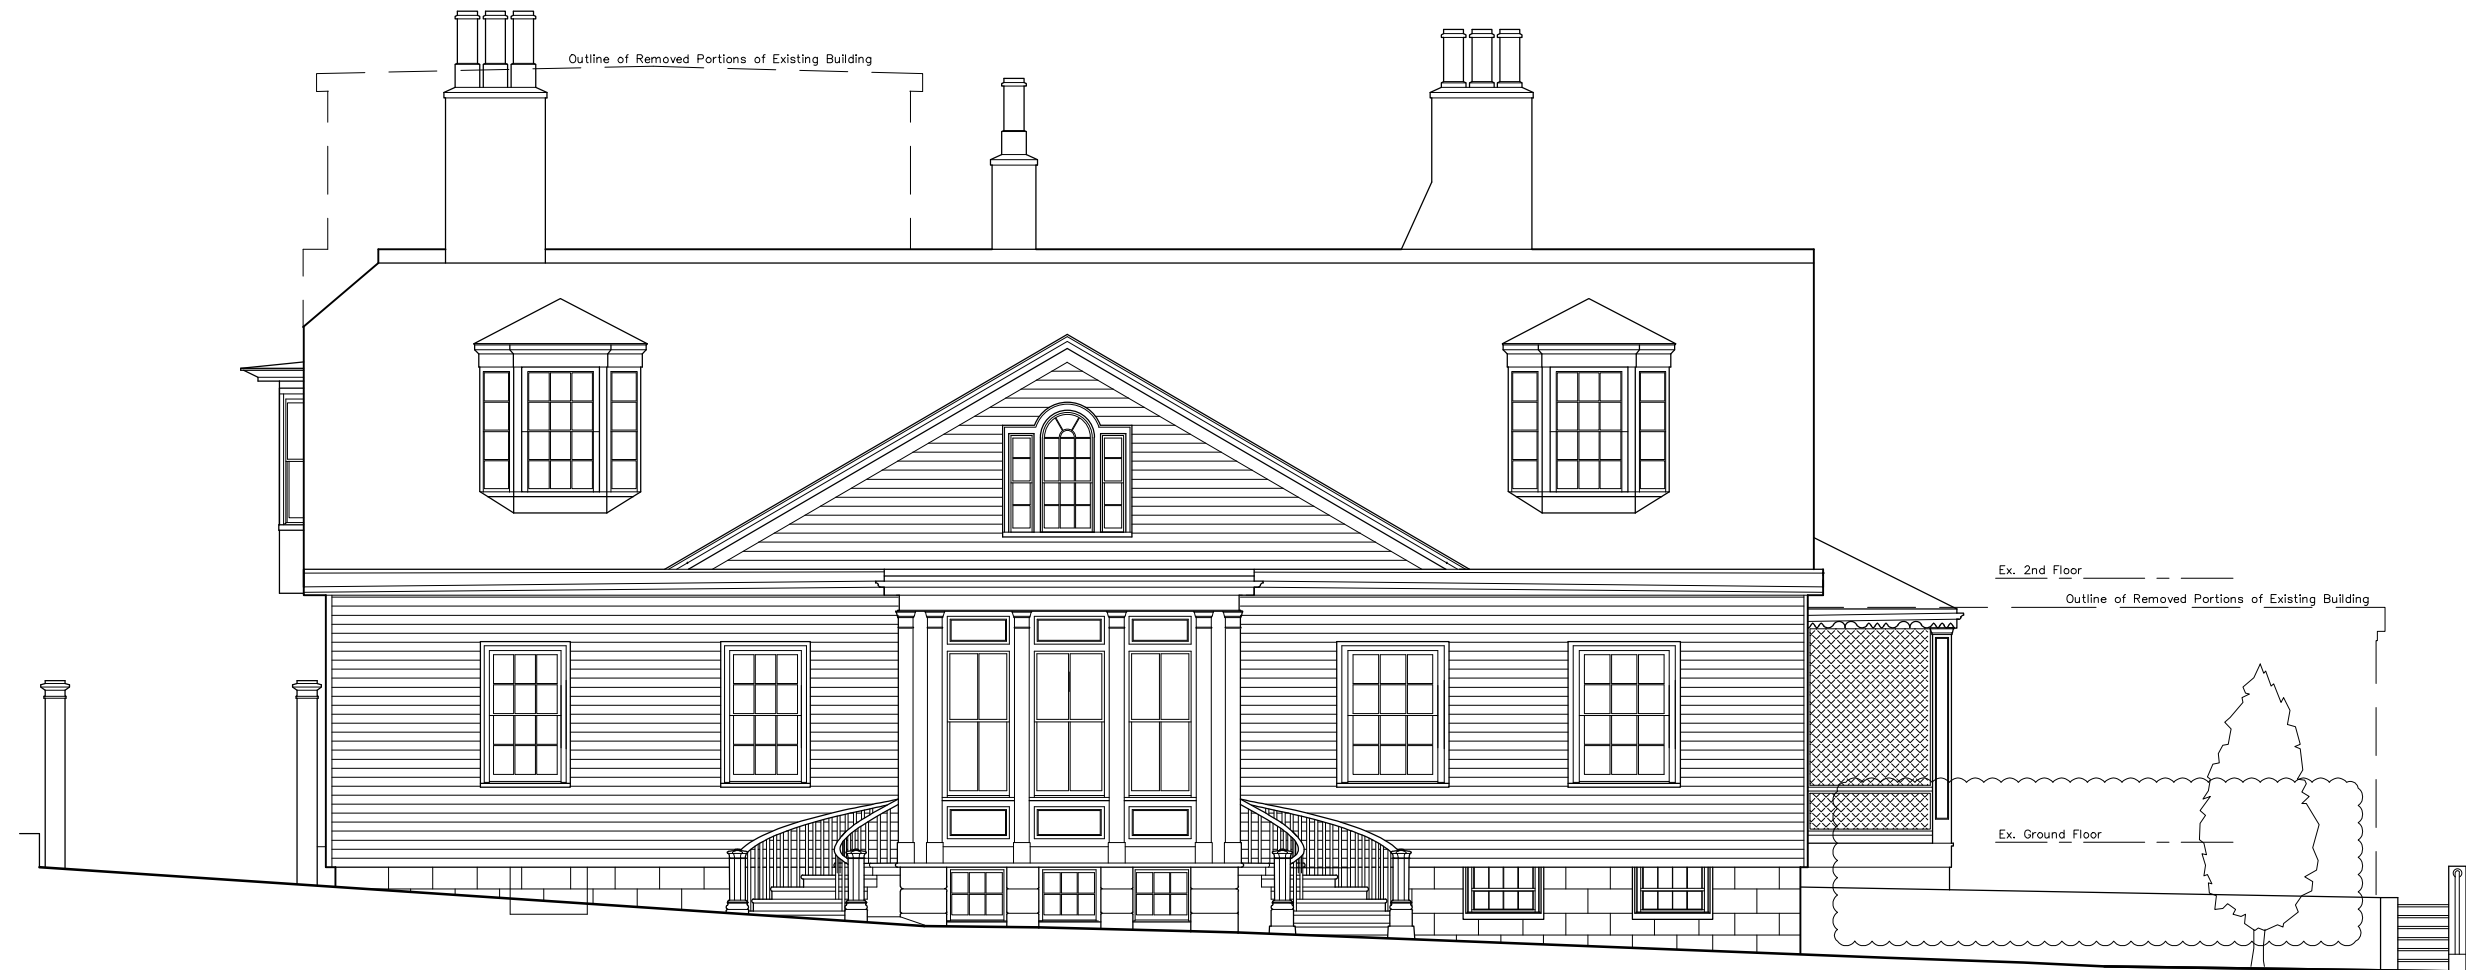 Outline of Removed Portions of Existing Building
Ex. 2nd Floor
Outline of Removed Portions of Existing Building
Ex. Ground Floor